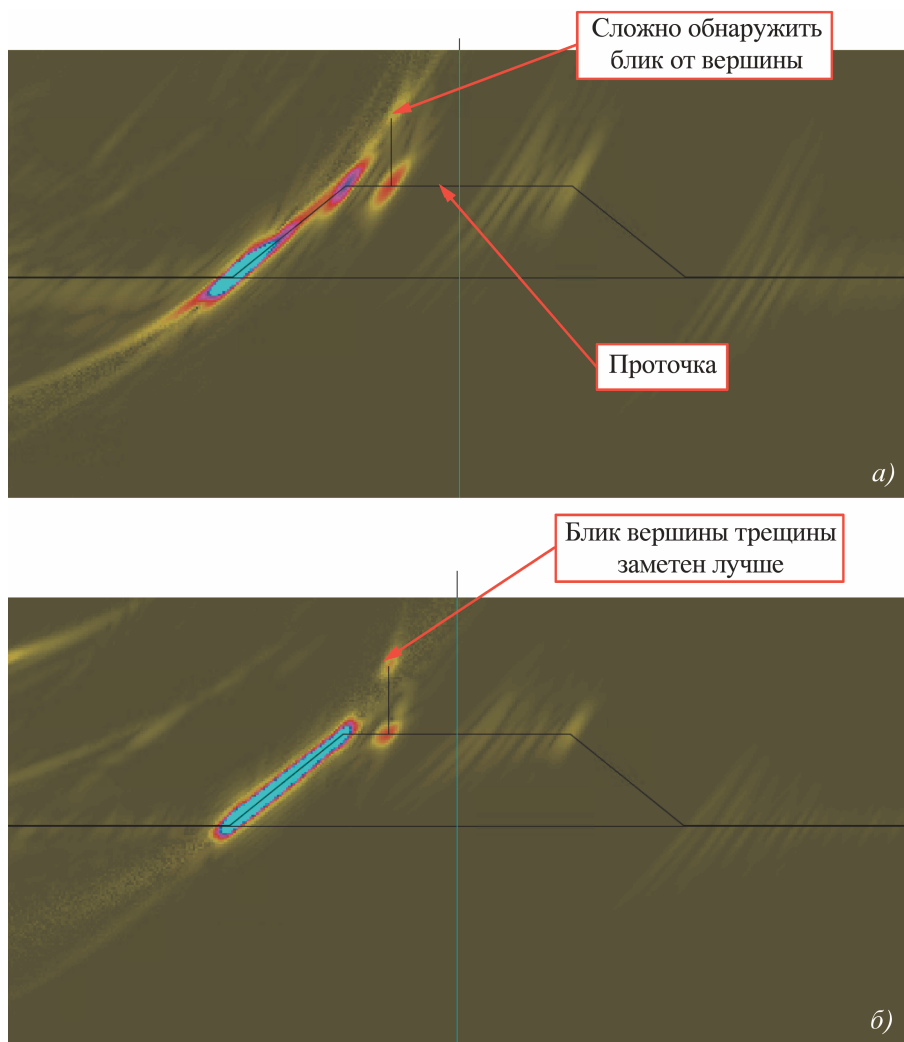 Сложно обнаружить
блик от вершины
Проточка
а)
Блик вершины трещины
заметен лучше
б)